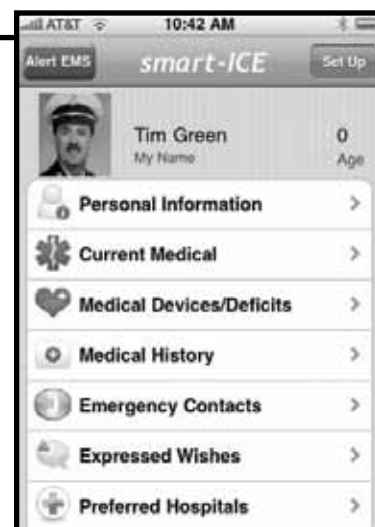 AT&T 10:42 AM
Alert EMS smart-ICE Set Up
Tim Green 0
My Name Age
Personal Information
Current Medical
Medical Devices/Deficits
Medical History
Emergency Contacts
Expressed Wishes
Preferred Hospitals